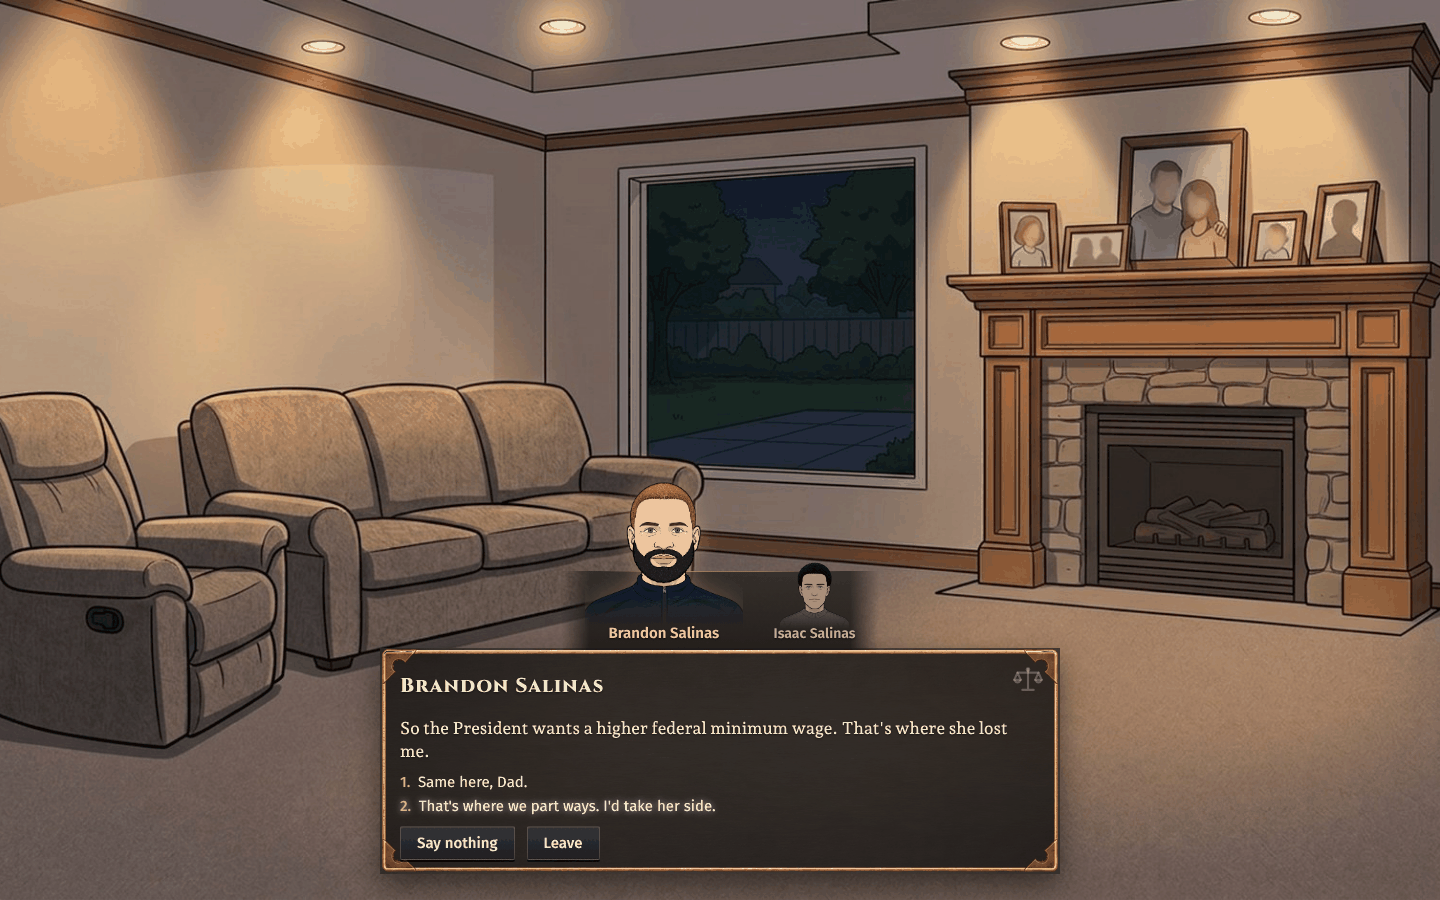 Brandon Salinas
Isaac Salinas
Brandon Salinas
So the President wants a higher federal minimum wage. That's where she lost
me.
1. Same here, Dad.
2. That's where we part ways. I'd take her side.
Say nothing
Leave